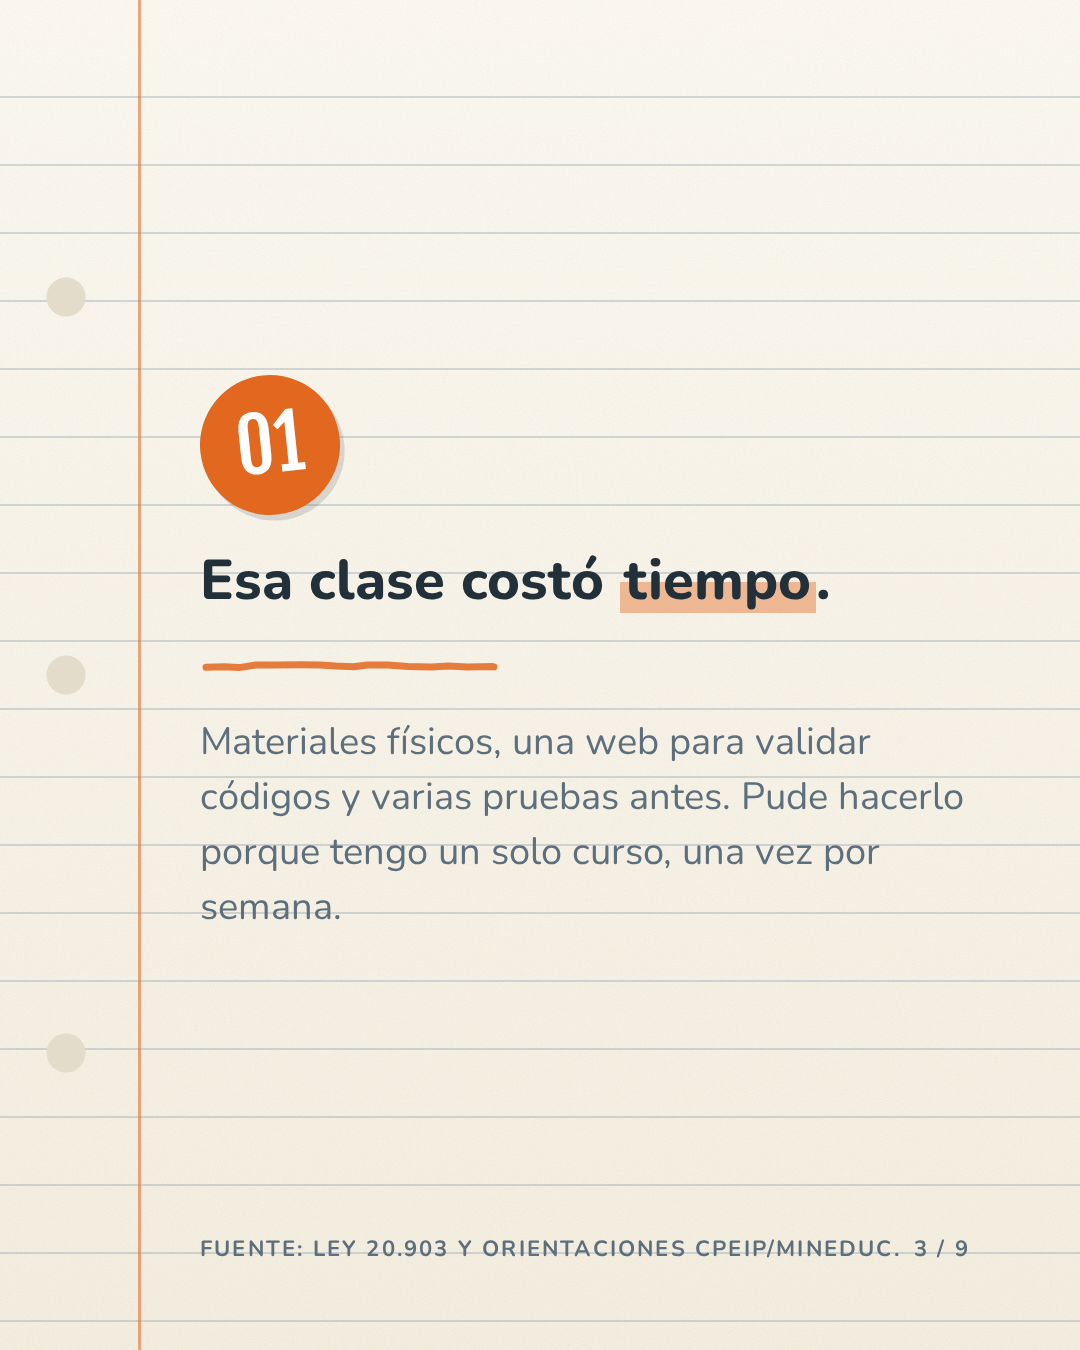 01
Esa clase costó tiempo.
Materiales físicos, una web para validar
códigos y varias pruebas antes. Pude hacerlo
porque tengo un solo curso, una vez por
semana.
FUENTE: LEY 20.903 Y ORIENTACIONES CPEIP/MINEDUC. 3 / 9